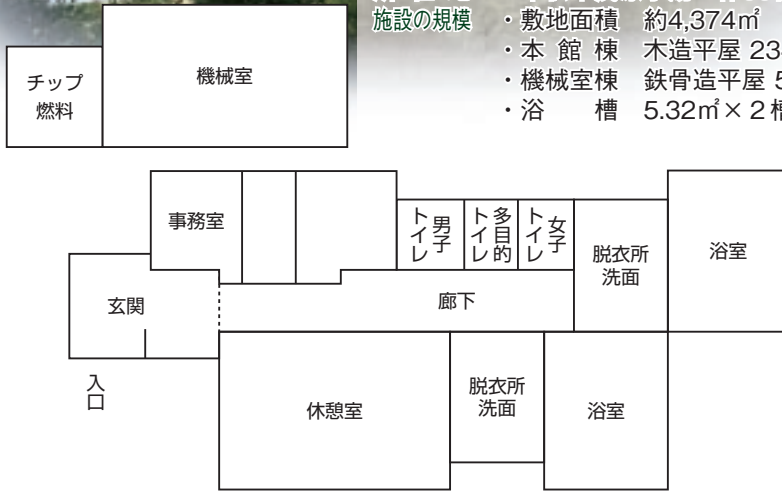 施設の規模 ・敷地面積 約4,374㎡
・本館棟 木造平屋 23
・機械室棟 鉄骨造平屋
・浴槽 5.32㎡×2槽
チップ
燃料
機械室
事務室
男子
トイレ
多目的
トイレ
女子
トイレ
脱衣所
洗面
浴室
玄関
廊下
入口
休憩室
脱衣所
洗面
浴室